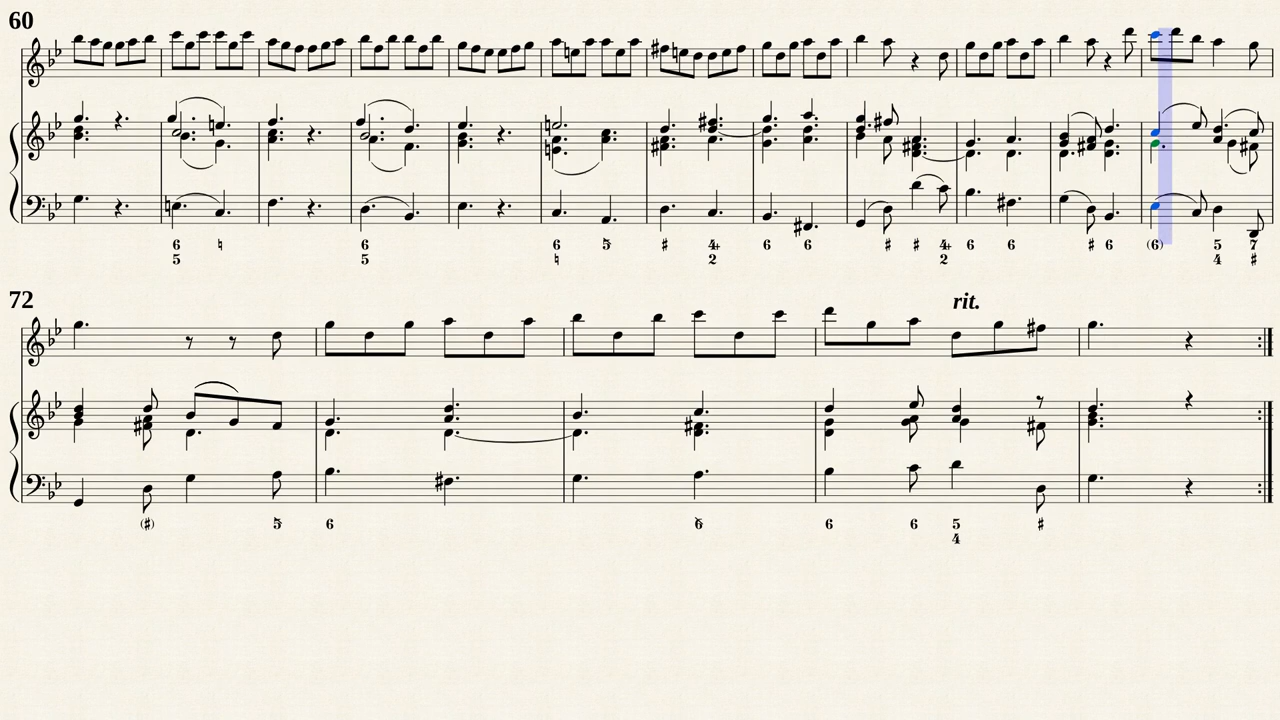 60
6 ♮ 6 6 5♮ ♯ 4+ 6 6 ♯ ♯ 4+ 6 6 ♯ 6 (6) 5 7
5 5 ♮ 2 2 4 ♯
72
rit.
(♯) 5 6 6 6 6 5 ♯
4